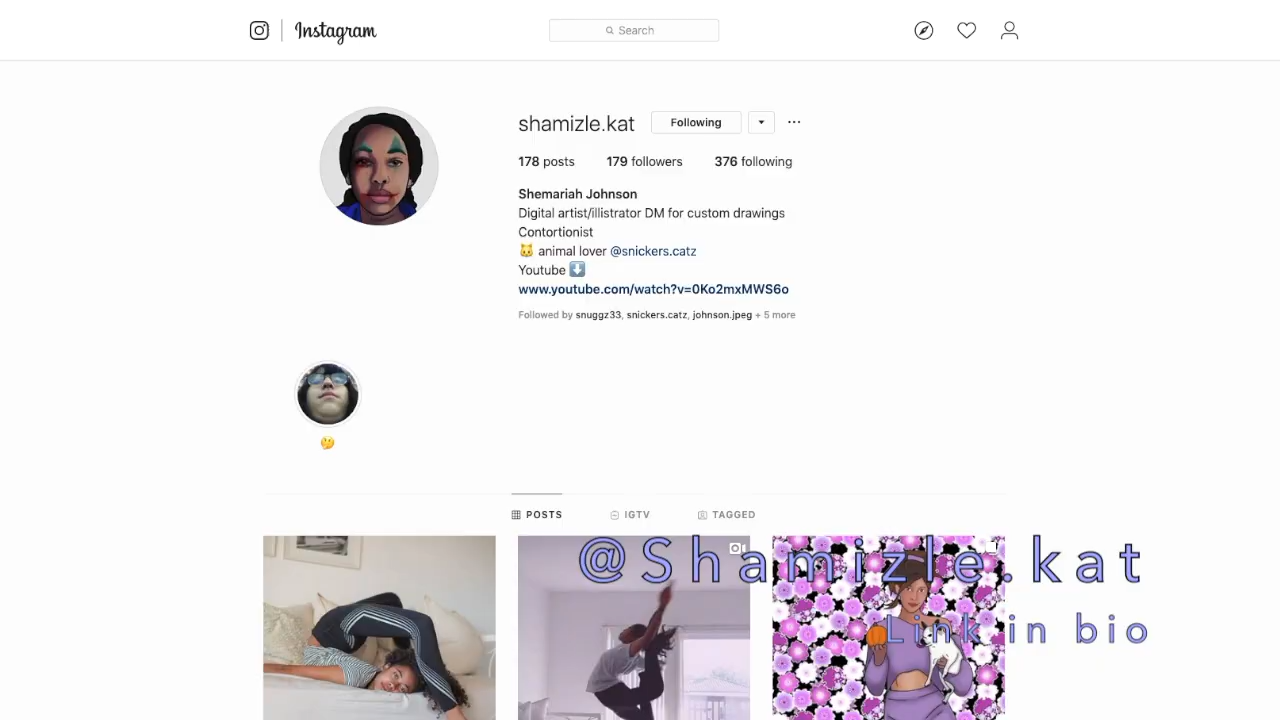 Instagram
Search
shamizle.kat Following
178 posts 179 followers 376 following
Shemariah Johnson
Digital artist/illistrator DM for custom drawings
Contortionist
🐱 animal lover @snickers.catz
Youtube ⬇️
www.youtube.com/watch?v=0Ko2mxMWS6o
Followed by snuggz33, snickers.catz, johnson.jpeg + 5 more
🤔
POSTS IGTV TAGGED
@Shamizle.kat
Link in bio